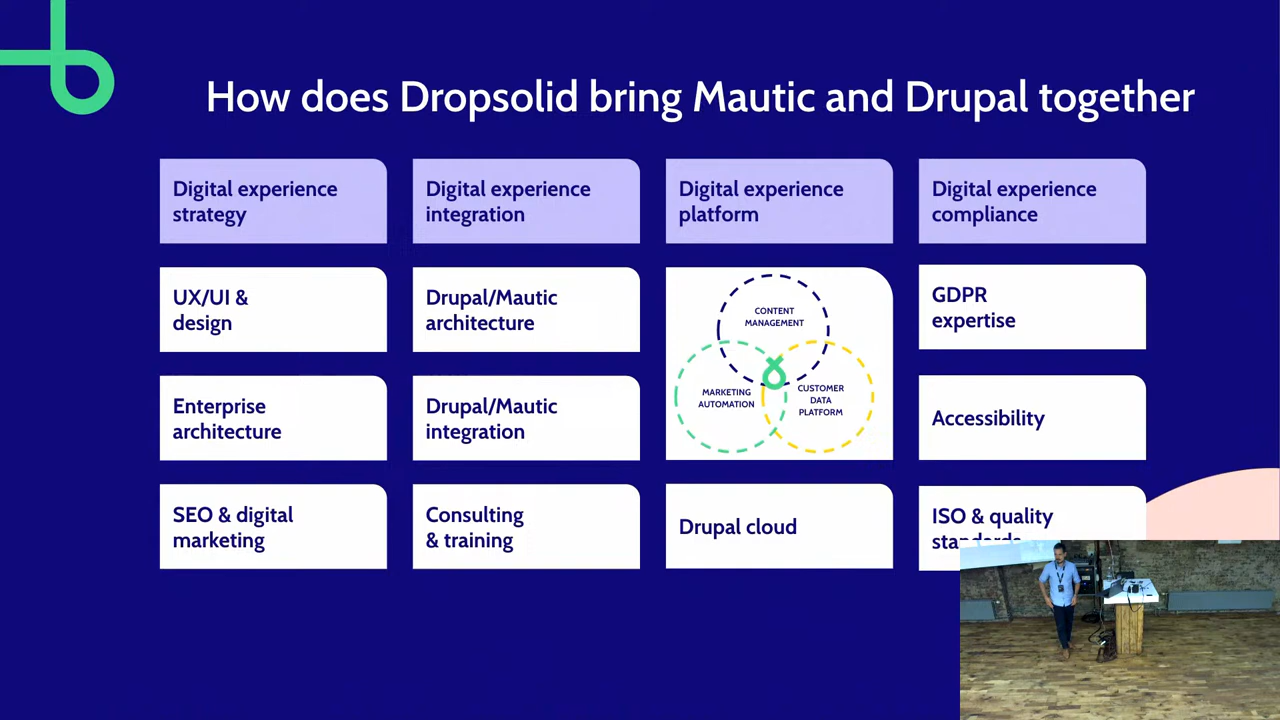 How does Dropsolid bring Mautic and Drupal together
Digital experience
strategy
Digital experience
integration
Digital experience
platform
Digital experience
compliance
UX/UI &
design
Drupal/Mautic
architecture
CONTENT
MANAGEMENT
MARKETING
AUTOMATION
CUSTOMER
DATA
PLATFORM
GDPR
expertise
Enterprise
architecture
Drupal/Mautic
integration
Accessibility
SEO & digital
marketing
Consulting
& training
Drupal cloud
ISO & quality
standards